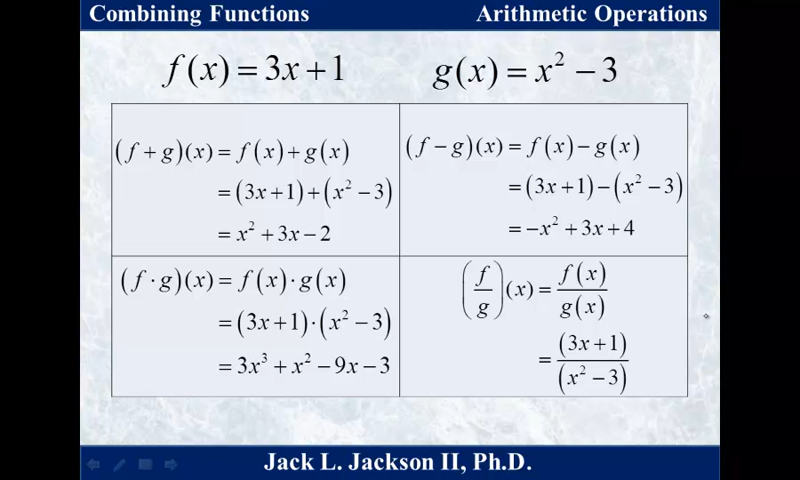 Combining Functions Arithmetic Operations
f(x) = 3x + 1 g(x) = x² − 3
(f + g)(x) = f(x) + g(x)
= (3x + 1) + (x² − 3)
= x² + 3x − 2
(f − g)(x) = f(x) − g(x)
= (3x + 1) − (x² − 3)
= −x² + 3x + 4
(f · g)(x) = f(x) · g(x)
= (3x + 1) · (x² − 3)
= 3x³ + x² − 9x − 3
(f/g)(x) = f(x)/g(x)
= (3x + 1)/(x² − 3)
Jack L. Jackson II, Ph.D.